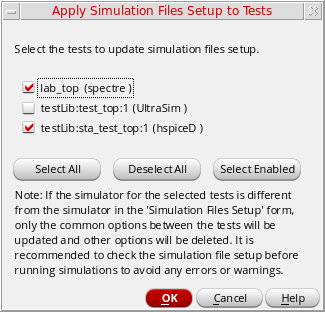 Apply Simulation Files Setup to Tests
Select the tests to update simulation files setup.
lab_top (spectre )
testLib:test_top:1 (UltraSim )
testLib:sta_test_top:1 (hspiceD )
Select All Deselect All Select Enabled
Note: If the simulator for the selected tests is different
from the simulator in the 'Simulation Files Setup' form,
only the common options between the tests will be
updated and other options will be deleted. It is
recommended to check the simulation file setup before
running simulations to avoid any errors or warnings.
OK Cancel Help